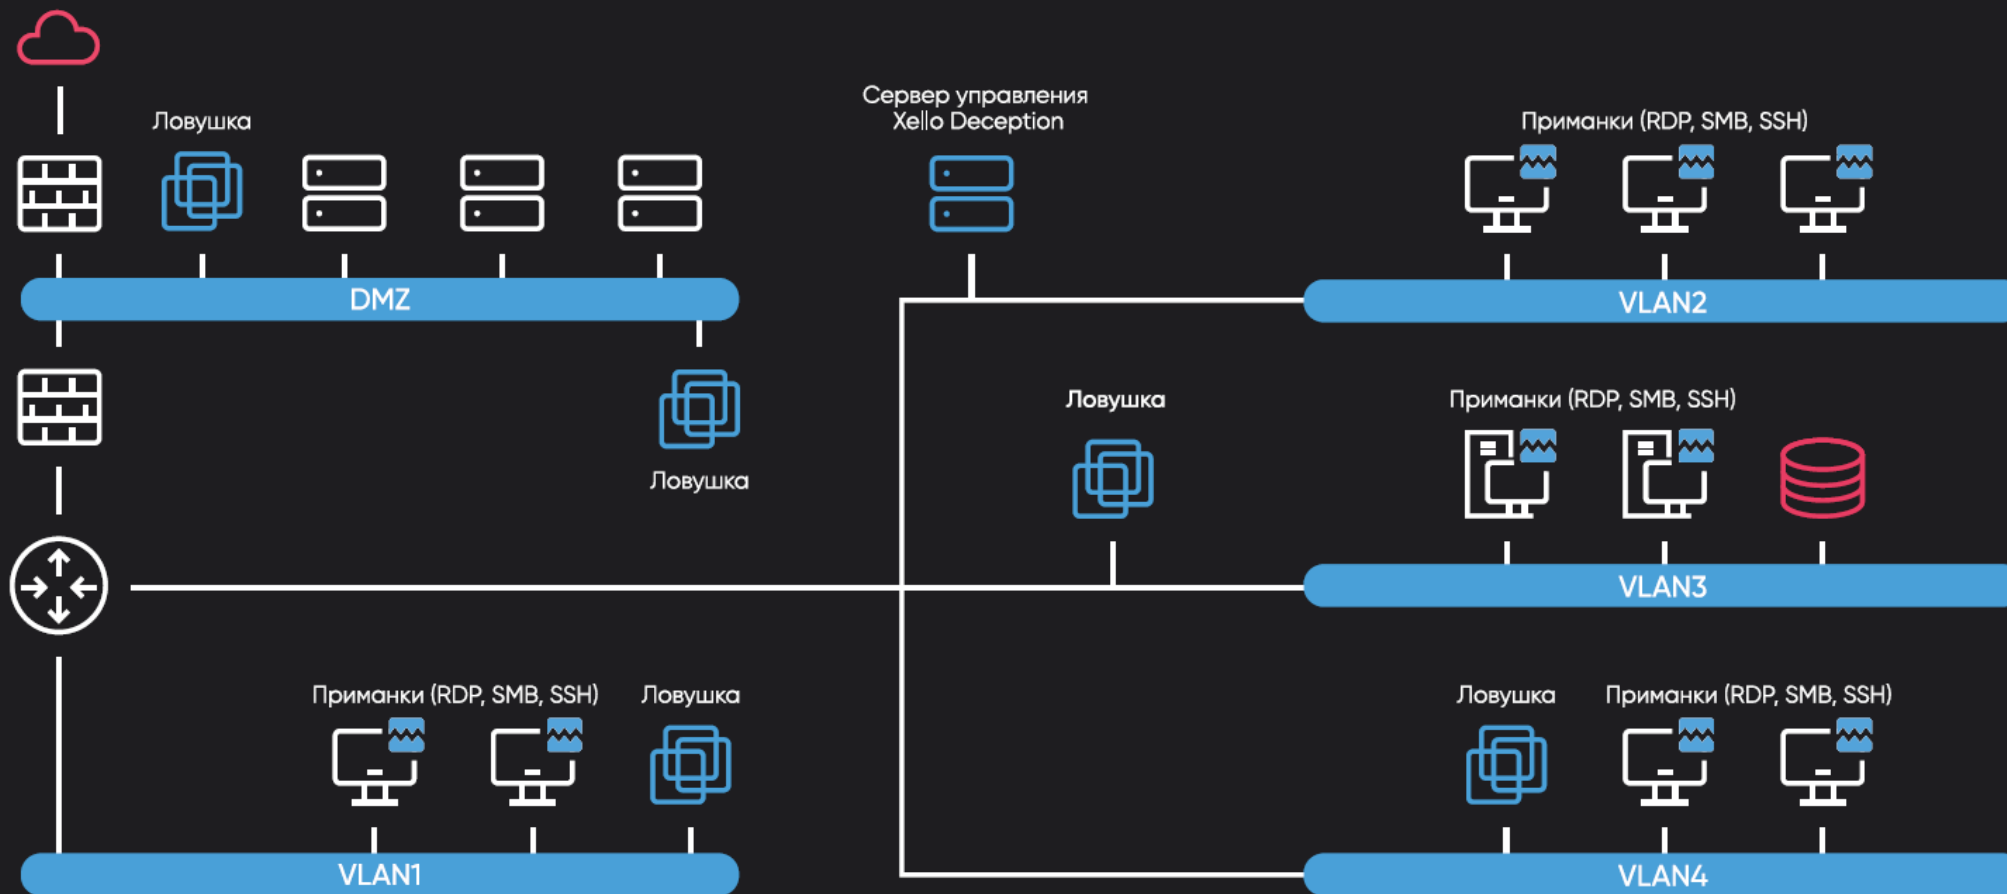 Ловушка
Сервер управления
Xello Deception
Приманки (RDP, SMB, SSH)
DMZ
VLAN2
Ловушка
Ловушка
Приманки (RDP, SMB, SSH)
VLAN3
Приманки (RDP, SMB, SSH)
Ловушка
Ловушка
Приманки (RDP, SMB, SSH)
VLAN1
VLAN4